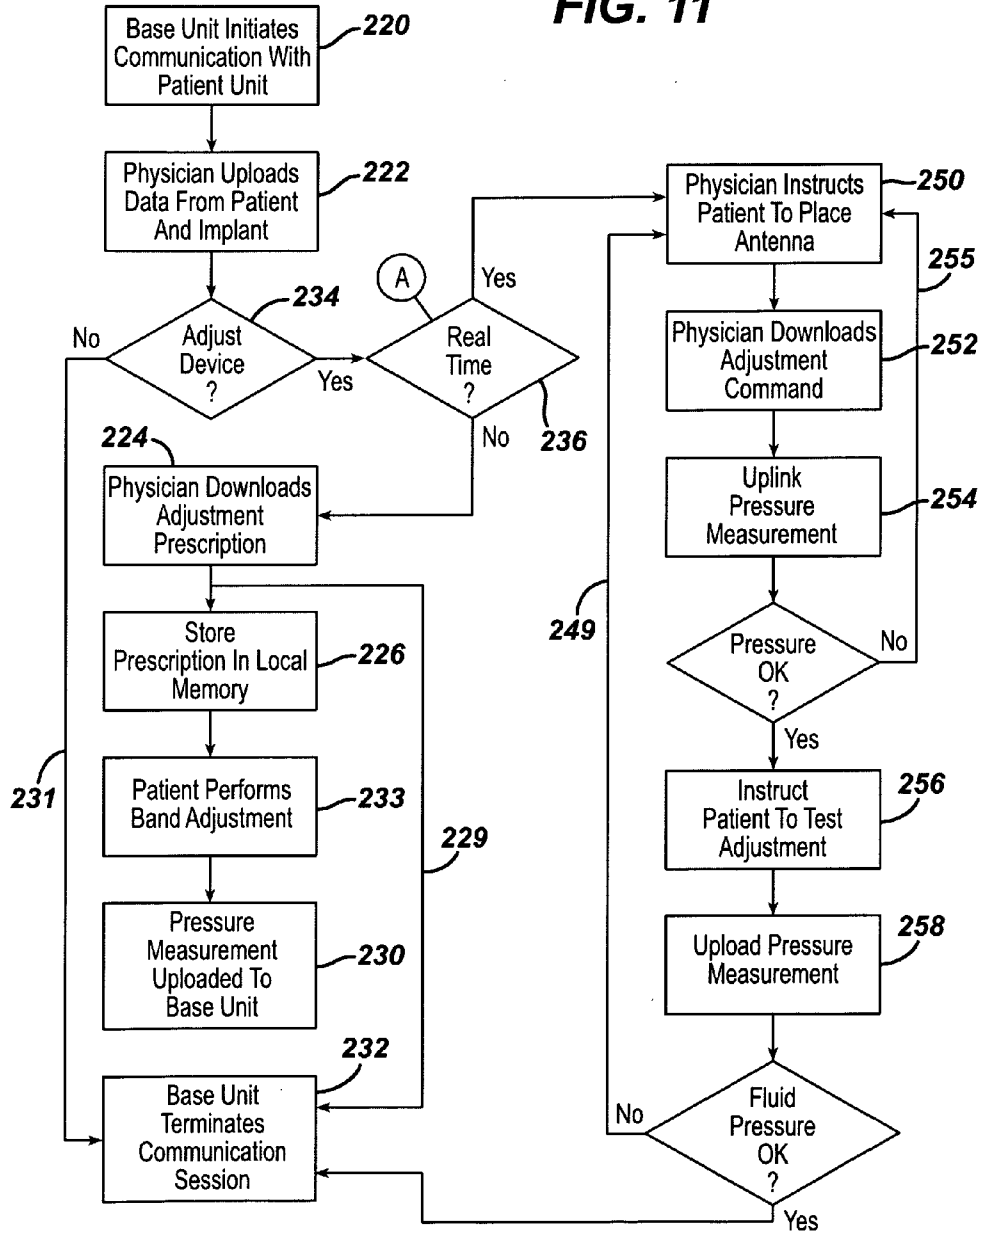 FIG. 11
Base Unit Initiates
Communication With
Patient Unit
220
Physician Uploads
Data From Patient
And Implant
222
Adjust
Device
?
234
No
Yes
A
Real
Time
?
236
Yes
No
224
Physician Downloads
Adjustment
Prescription
Store
Prescription In Local
Memory
226
Patient Performs
Band Adjustment
233
229
231
Pressure
Measurement
Uploaded To
Base Unit
230
232
Base Unit
Terminates
Communication
Session
Physician Instructs
Patient To Place
Antenna
250
255
Physician Downloads
Adjustment
Command
252
Uplink
Pressure
Measurement
254
249
Pressure
OK
?
No
Yes
Instruct
Patient To Test
Adjustment
256
Upload Pressure
Measurement
258
Fluid
Pressure
OK
?
No
Yes